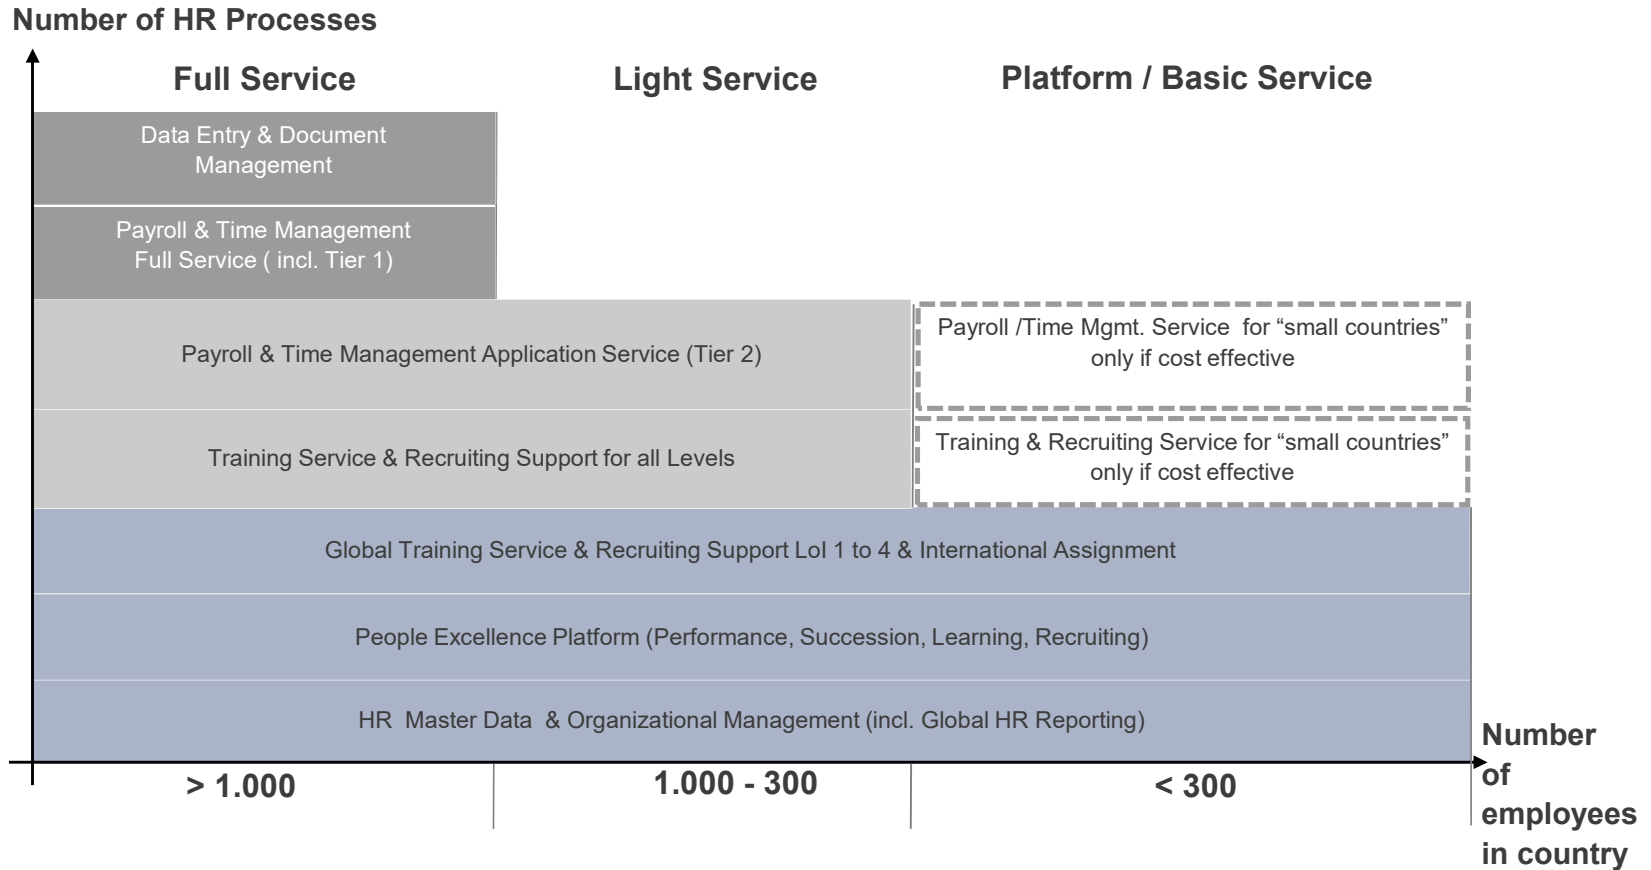 Number of HR Processes
Full Service
Light Service
Platform / Basic Service
Data Entry & Document
Management
Payroll & Time Management
Full Service ( incl. Tier 1)
Payroll & Time Management Application Service (Tier 2)
Payroll /Time Mgmt. Service for “small countries”
only if cost effective
Training Service & Recruiting Support for all Levels
Training & Recruiting Service for “small countries”
only if cost effective
Global Training Service & Recruiting Support LoI 1 to 4 & International Assignment
People Excellence Platform (Performance, Succession, Learning, Recruiting)
HR Master Data & Organizational Management (incl. Global HR Reporting)
> 1.000
1.000 - 300
< 300
Number
of
employees
in country